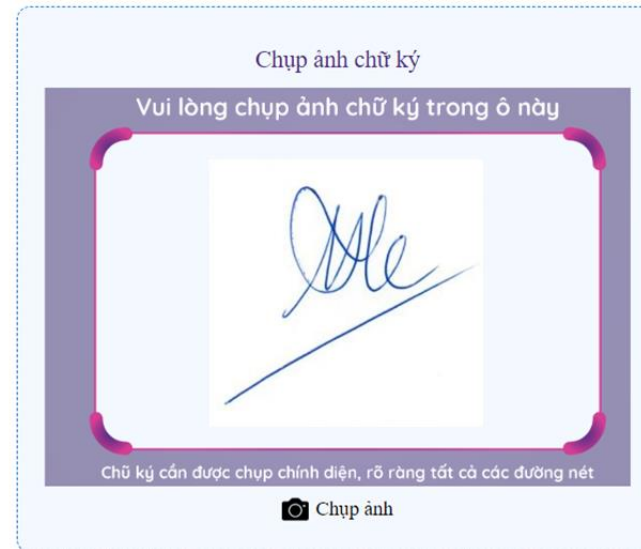 Chụp ảnh chữ ký
Vui lòng chụp ảnh chữ ký trong ô này
Chũ ký cần được chụp chính diện, rõ ràng tất cả các đường nét
Chụp ảnh